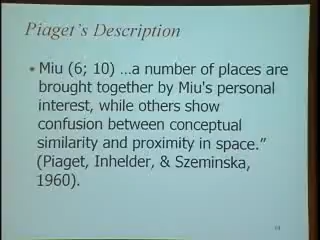 Piaget's Description
• Miu (6; 10) …a number of places are
brought together by Miu's personal
interest, while others show
confusion between conceptual
similarity and proximity in space.”
(Piaget, Inhelder, & Szeminska,
1960).